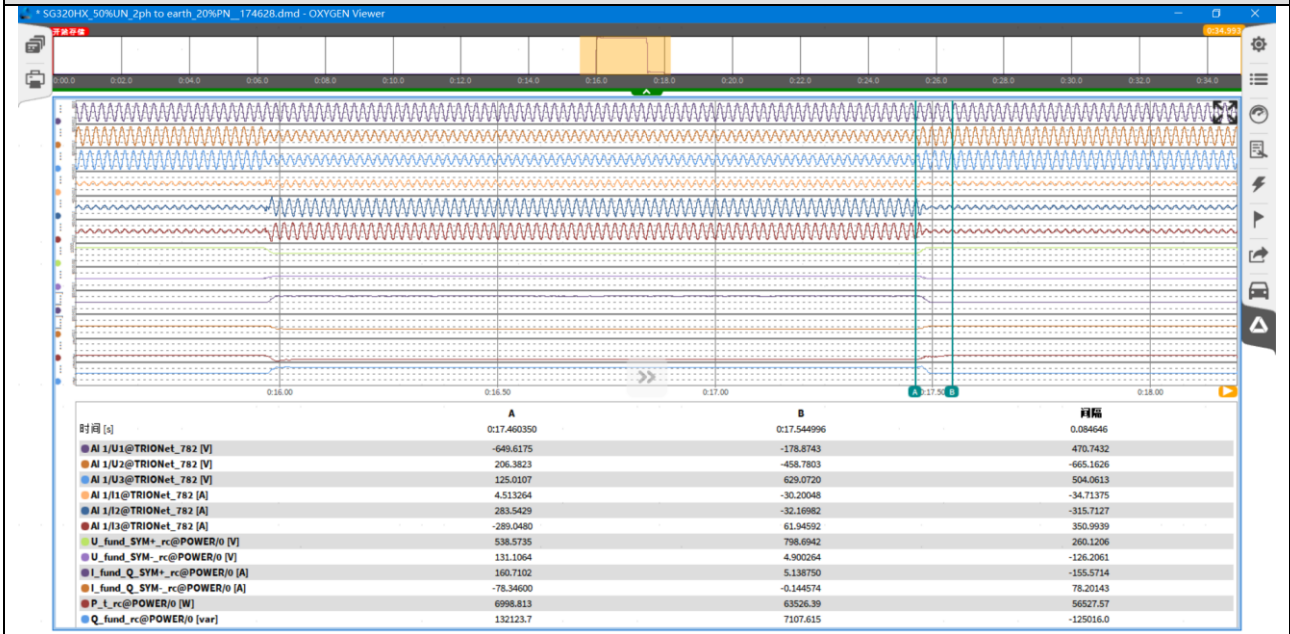 * SG320HX_50%UN_2ph to earth_20%PN__174628.dmd - OXYGEN Viewer
开始存储 0:34.993
0:00.0 0:02.0 0:04.0 0:06.0 0:08.0 0:10.0 0:12.0 0:14.0 0:16.0 0:18.0 0:20.0 0:22.0 0:24.0 0:26.0 0:28.0 0:30.0 0:32.0 0:34.0
0:16.00 0:16.50 0:17.00 A 0:17.50 B 0:18.00
A B 间隔
时间 [s] 0:17.460350 0:17.544996 0.084646
AI 1/U1@TRIONet_782 [V] -649.6175 -178.8743 470.7432
AI 1/U2@TRIONet_782 [V] 206.3823 -458.7803 -665.1626
AI 1/U3@TRIONet_782 [V] 125.0107 629.0720 504.0613
AI 1/I1@TRIONet_782 [A] 4.513264 -30.20048 -34.71375
AI 1/I2@TRIONet_782 [A] 283.5429 -32.16982 -315.7127
AI 1/I3@TRIONet_782 [A] -289.0480 61.94592 350.9939
U_fund_SYM+_rc@POWER/0 [V] 538.5735 798.6942 260.1206
U_fund_SYM-_rc@POWER/0 [V] 131.1064 4.900264 -126.2061
I_fund_Q_SYM+_rc@POWER/0 [A] 160.7102 5.138750 -155.5714
I_fund_Q_SYM-_rc@POWER/0 [A] -78.34600 -0.144574 78.20143
P_t_rc@POWER/0 [W] 6998.813 63526.39 56527.57
Q_fund_rc@POWER/0 [var] 132123.7 7107.615 -125016.0